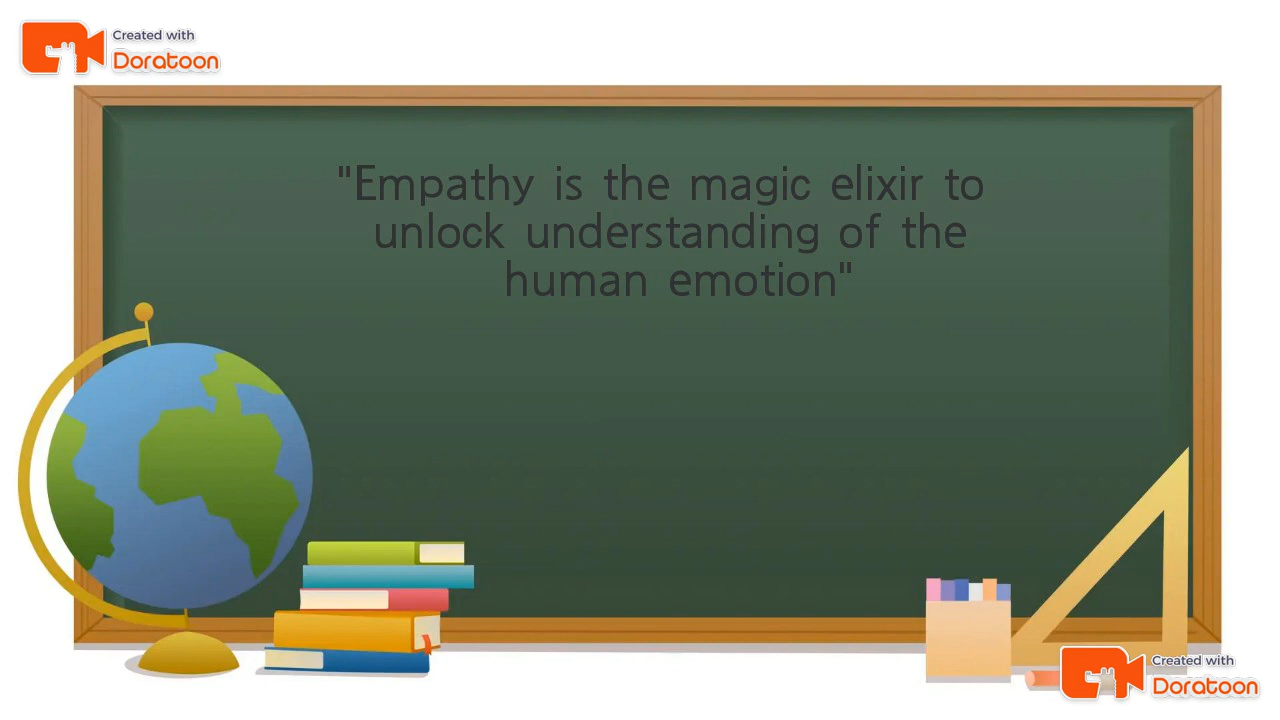 Created with
Doratoon
"Empathy is the magic elixir to
unlock understanding of the
human emotion"
Created with
Doratoon